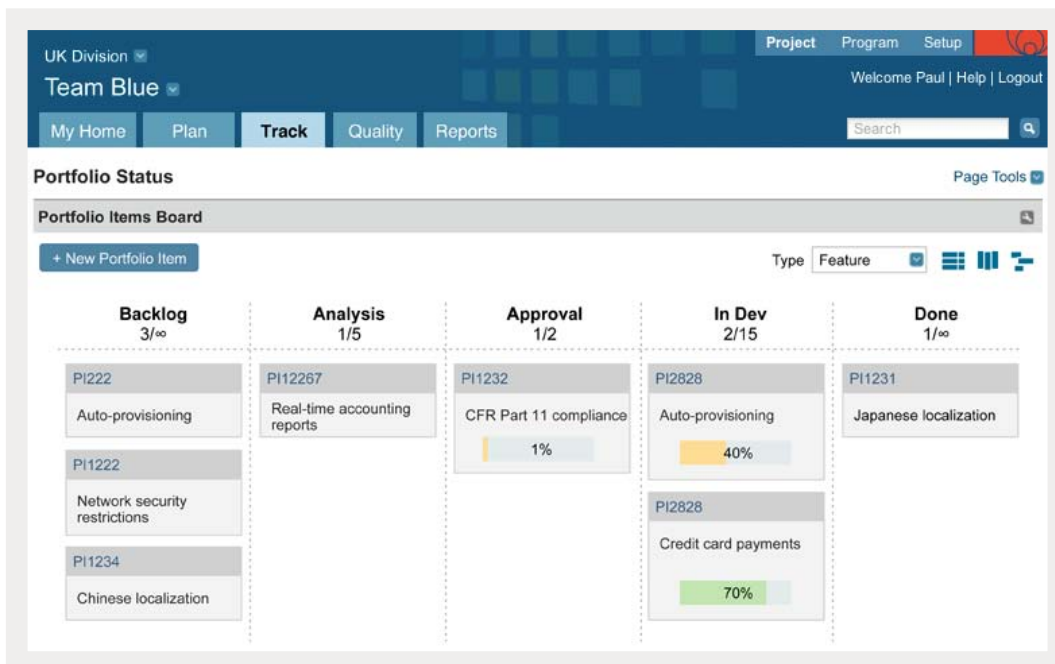 UK Division
Team Blue
Project Program Setup
Welcome Paul | Help | Logout
My Home Plan Track Quality Reports
Search
Portfolio Status
Page Tools
Portfolio Items Board
+ New Portfolio Item
Type Feature
Backlog
3/∞
Analysis
1/5
Approval
1/2
In Dev
2/15
Done
1/∞
PI222
Auto-provisioning
PI1222
Network security
restrictions
PI1234
Chinese localization
PI12267
Real-time accounting
reports
PI1232
CFR Part 11 compliance
1%
PI2828
Auto-provisioning
40%
PI2828
Credit card payments
70%
PI1231
Japanese localization